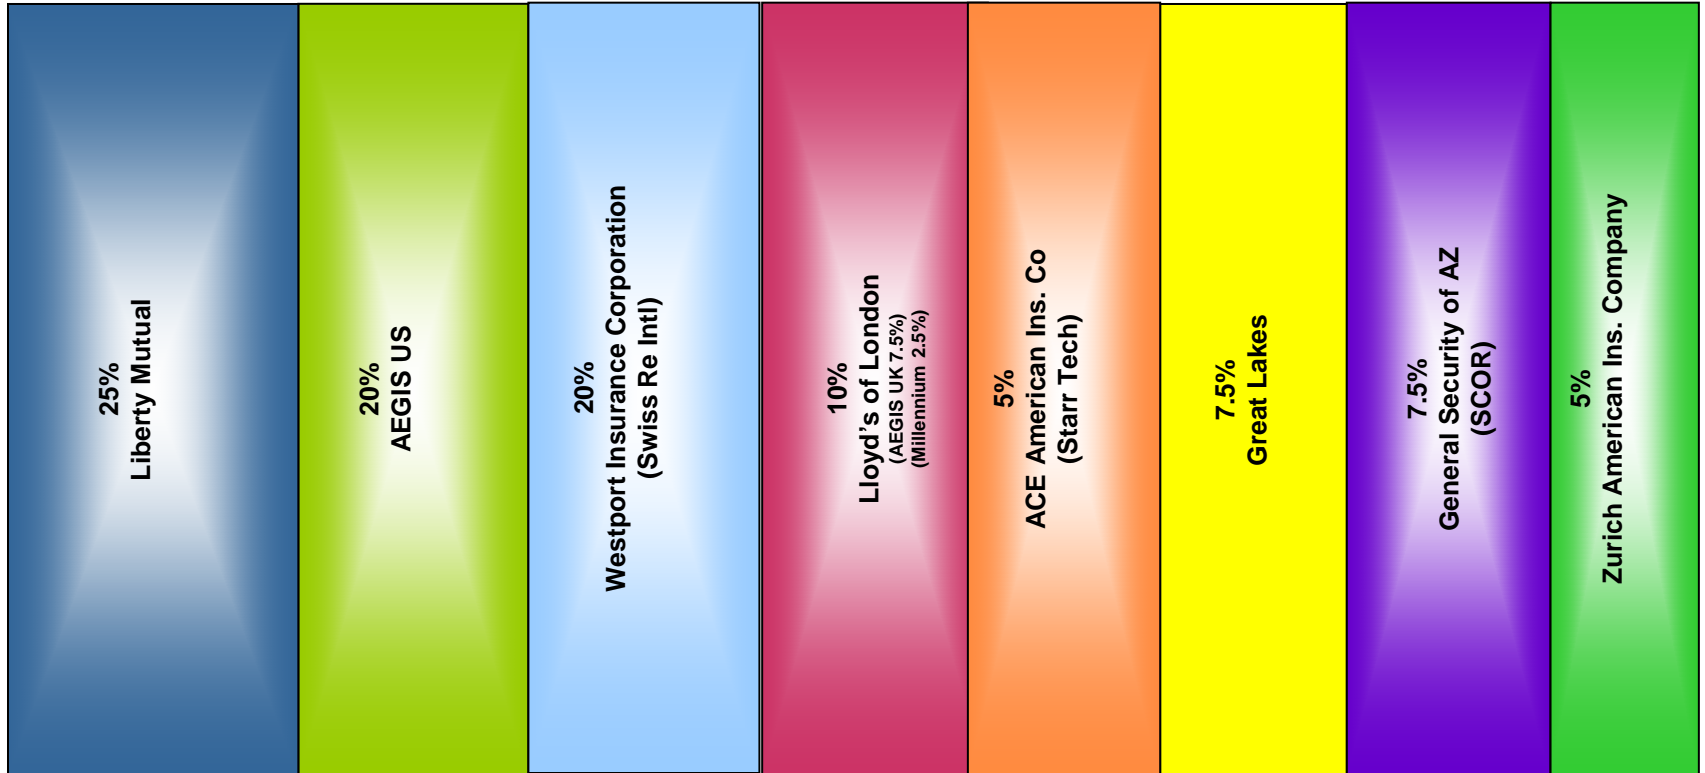 25%
Liberty Mutual
20%
AEGIS US
20%
Westport Insurance Corporation
(Swiss Re Intl)
10%
Lloyd's of London
(AEGIS UK 7.5%)
(Millennium 2.5%)
5%
ACE American Ins. Co
(Starr Tech)
7.5%
Great Lakes
7.5%
General Security of AZ
(SCOR)
5%
Zurich American Ins. Company